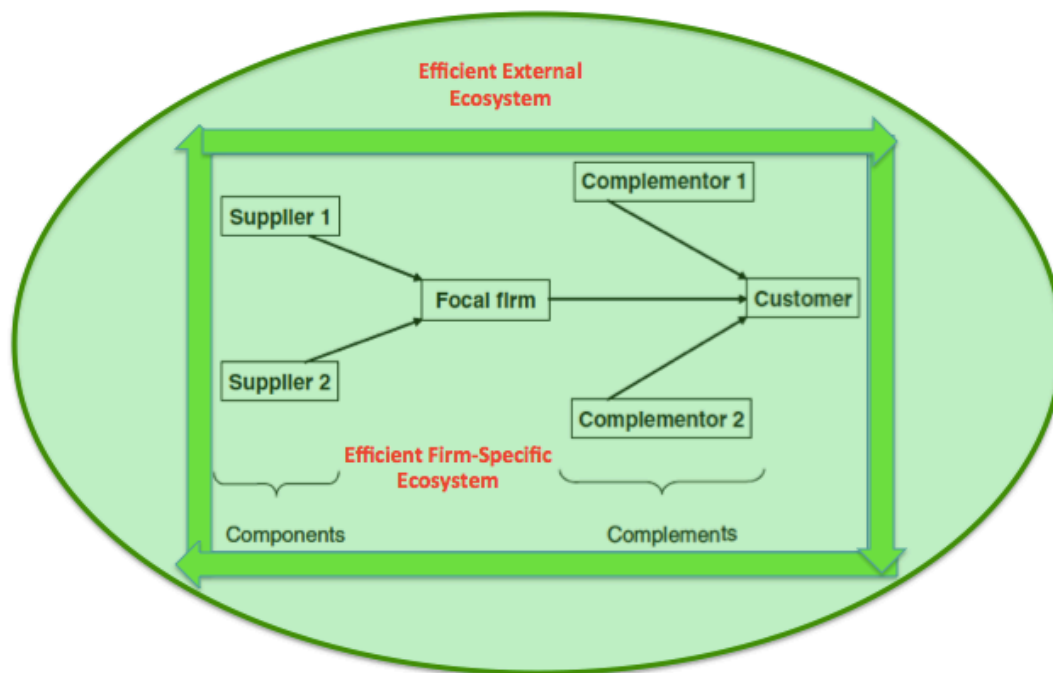 Efficient External
Ecosystem
Complementor 1
Supplier 1
Focal firm
Customer
Supplier 2
Complementor 2
Efficient Firm-Specific
Ecosystem
Components
Complements